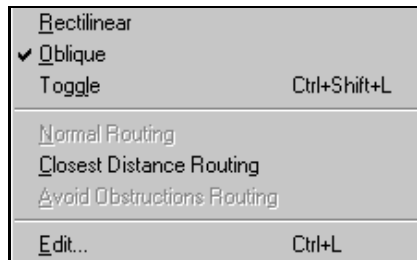 Rectilinear
Oblique
Toggle Ctrl+Shift+L
Normal Routing
Closest Distance Routing
Avoid Obstructions Routing
Edit... Ctrl+L